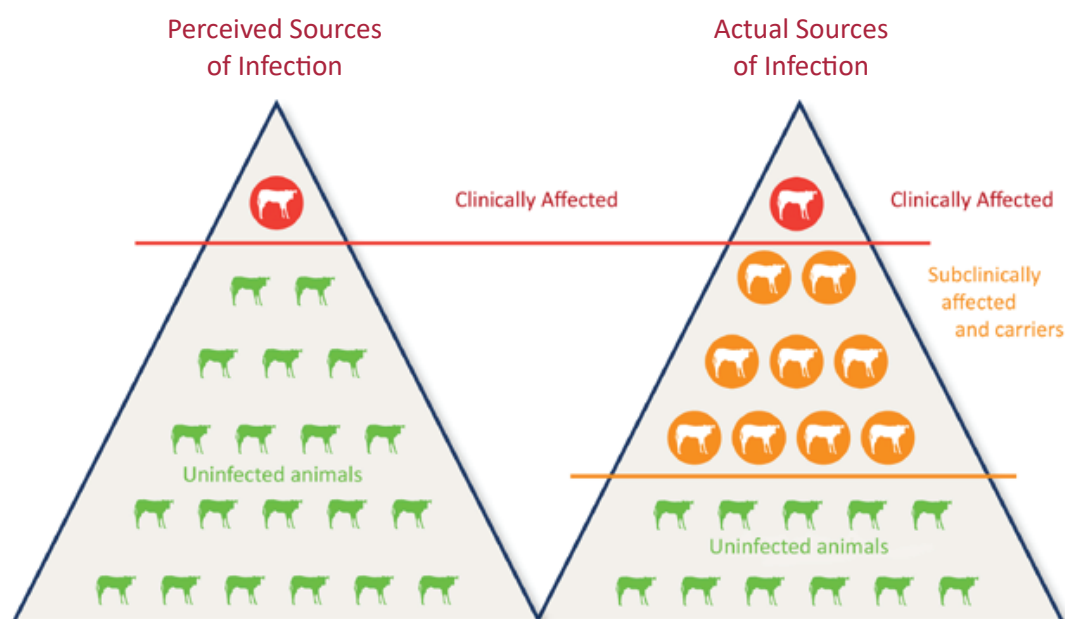 Perceived Sources
of Infection
Actual Sources
of Infection
Clinically Affected
Clinically Affected
Subclinically
affected
and carriers
Uninfected animals
Uninfected animals